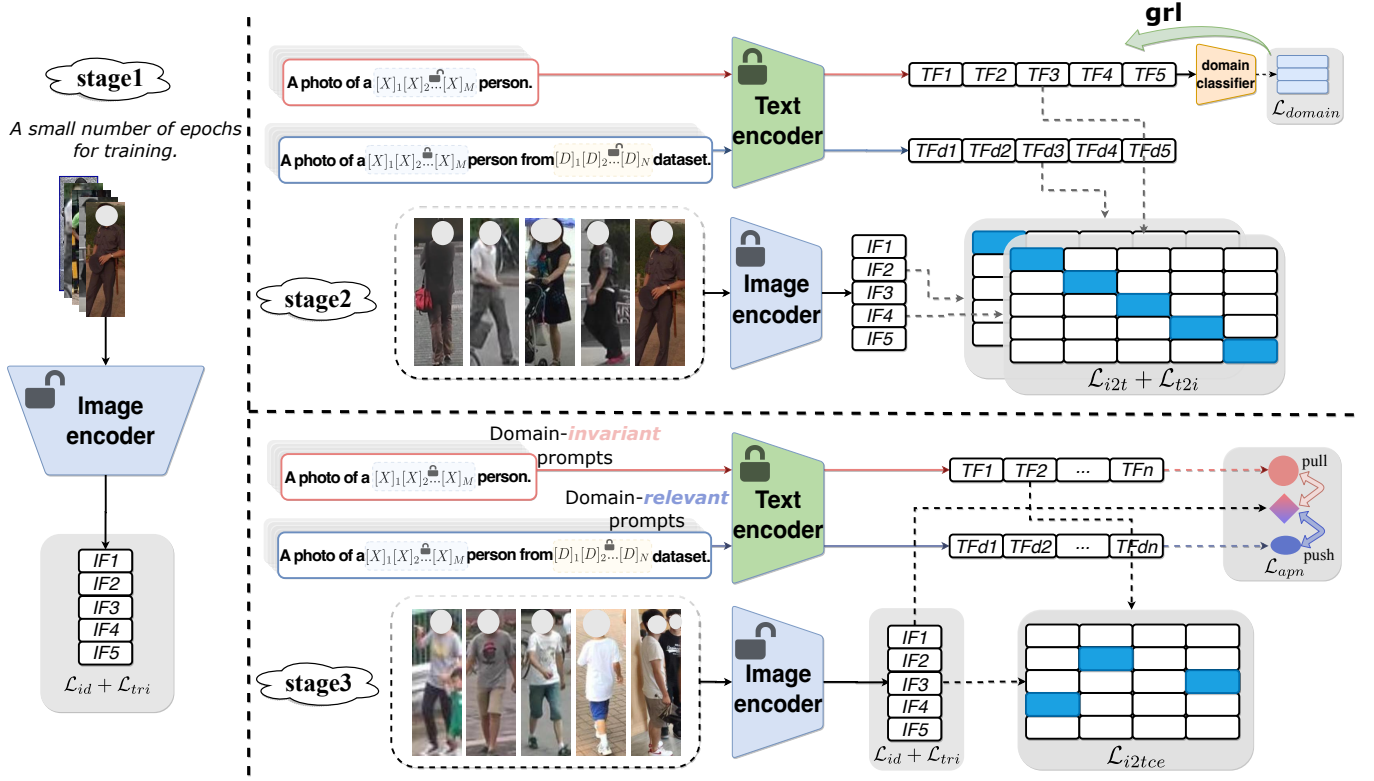 stage1
A small number of epochs
for training.
Image
encoder
IF1
IF2
IF3
IF4
IF5
\mathcal{L}_{id} + \mathcal{L}_{tri}
grl
A photo of a [X]_1[X]_2...[X]_M person.
Text
encoder
TF1 TF2 TF3 TF4 TF5
domain
classifier
\mathcal{L}_{domain}
A photo of a [X]_1[X]_2...[X]_M person from [D]_1[D]_2...[D]_N dataset.
TFd1 TFd2 TFd3 TFd4 TFd5
stage2
Image
encoder
IF1
IF2
IF3
IF4
IF5
\mathcal{L}_{i2t} + \mathcal{L}_{t2i}
Domain-invariant
prompts
A photo of a [X]_1[X]_2...[X]_M person.
Domain-relevant
prompts
A photo of a [X]_1[X]_2...[X]_M person from [D]_1[D]_2...[D]_N dataset.
Text
encoder
TF1 TF2 ... TFn
TFd1 TFd2 ... TFdn
pull
push
\mathcal{L}_{apn}
stage3
Image
encoder
IF1
IF2
IF3
IF4
IF5
\mathcal{L}_{id} + \mathcal{L}_{tri}
\mathcal{L}_{i2tce}